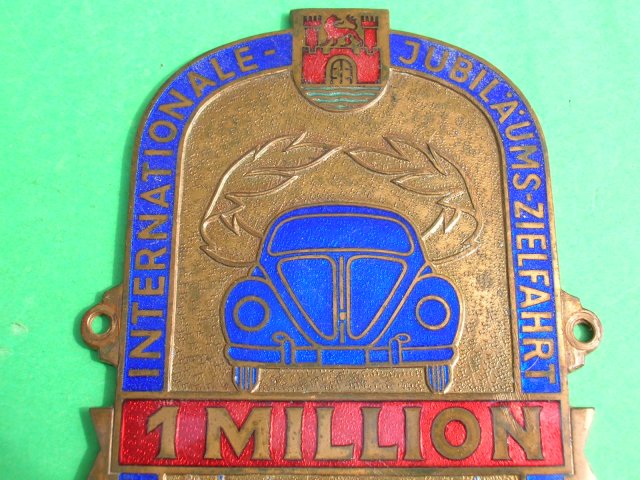 INTERNATIONALE-JUBILÄUMS-ZIELFAHRT
1 MILLION